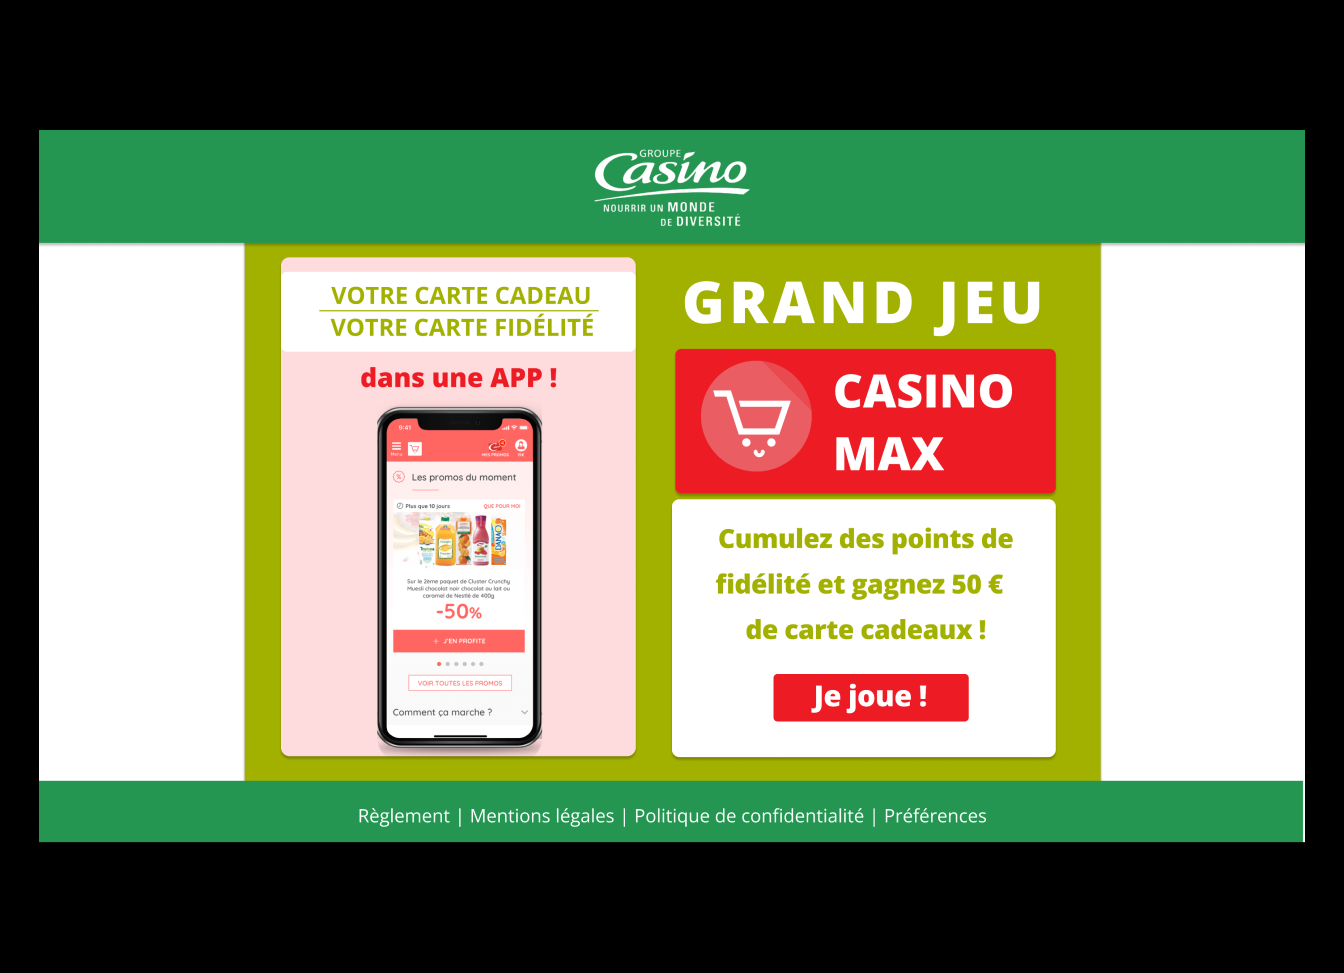 GROUPE
Casino
NOURRIR UN MONDE
DE DIVERSITÉ
VOTRE CARTE CADEAU
VOTRE CARTE FIDÉLITÉ
dans une APP !
9:41
Menu
MES PROMOS
Les promos du moment
Plus que 10 jours
QUE POUR MOI
Tropicana
DANAO
Sur le 2ème paquet de Cluster Crunchy
Muesli chocolat noir chocolat au lait ou
caramel de Nestlé de 400g
-50%
+ J'EN PROFITE
VOIR TOUTES LES PROMOS
Comment ça marche ?
GRAND JEU
CASINO
MAX
Cumulez des points de
fidélité et gagnez 50 €
de carte cadeaux !
Je joue !
Règlement | Mentions légales | Politique de confidentialité | Préférences